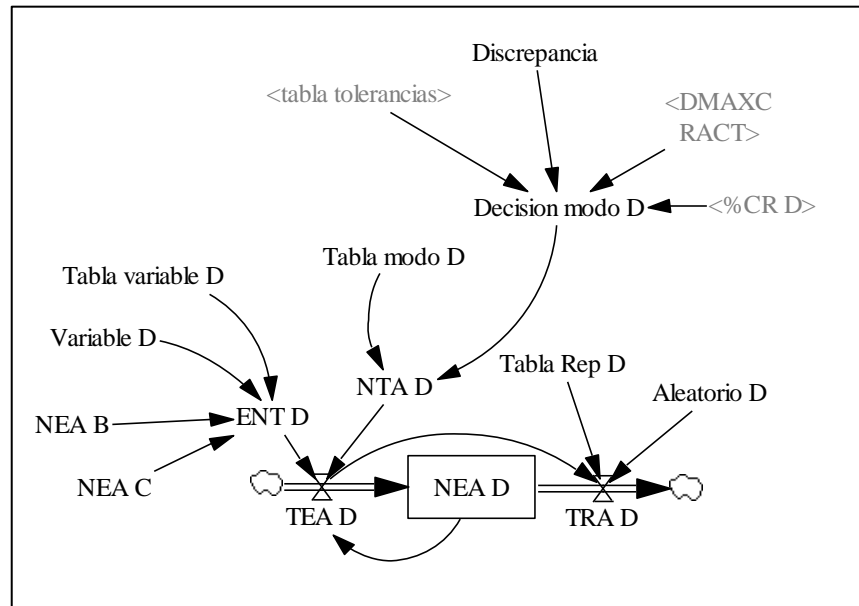 Discrepancia
<tabla tolerancias>
<DMAXC
RACT>
Decision modo D
<%CR D>
Tabla modo D
Tabla variable D
Variable D
Tabla Rep D
NTA D
Aleatorio D
NEA B
ENT D
NEA C
NEA D
TEA D
TRA D